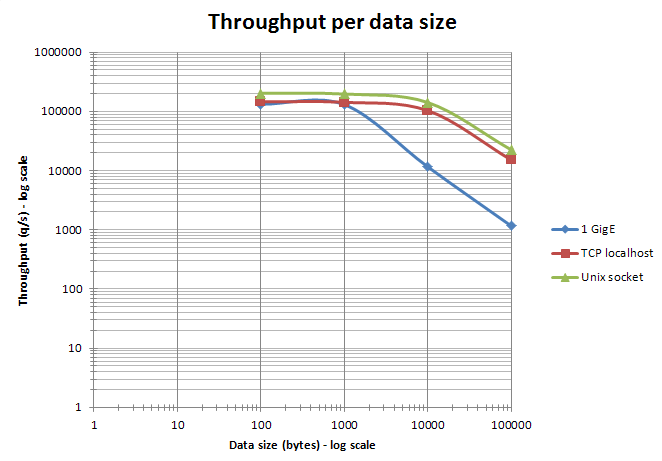 Throughput per data size
1000000
100000
10000
1000
100
10
1
Throughput (q/s) - log scale
1 10 100 1000 10000 100000
Data size (bytes) - log scale
1 GigE
TCP localhost
Unix socket